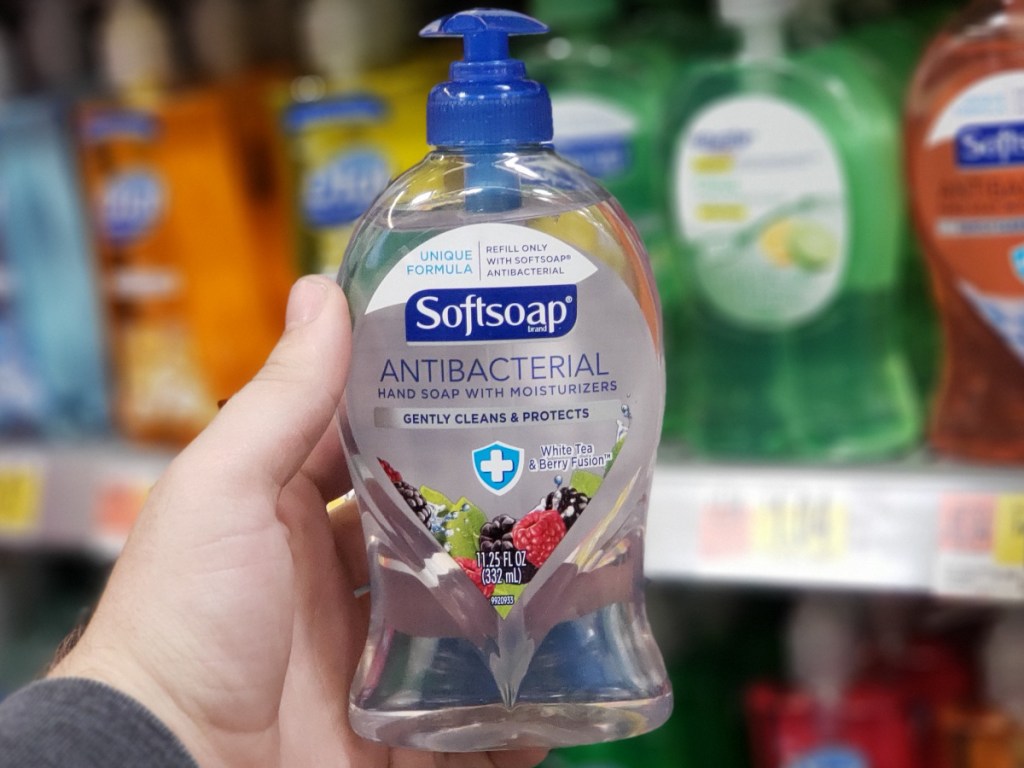 UNIQUE
FORMULA
REFILL ONLY
WITH SOFTSOAP®
ANTIBACTERIAL
Softsoap®
brand
ANTIBACTERIAL
HAND SOAP WITH MOISTURIZERS
GENTLY CLEANS & PROTECTS
White Tea
& Berry Fusion™
11.25 FL OZ
(332 mL)
9920933